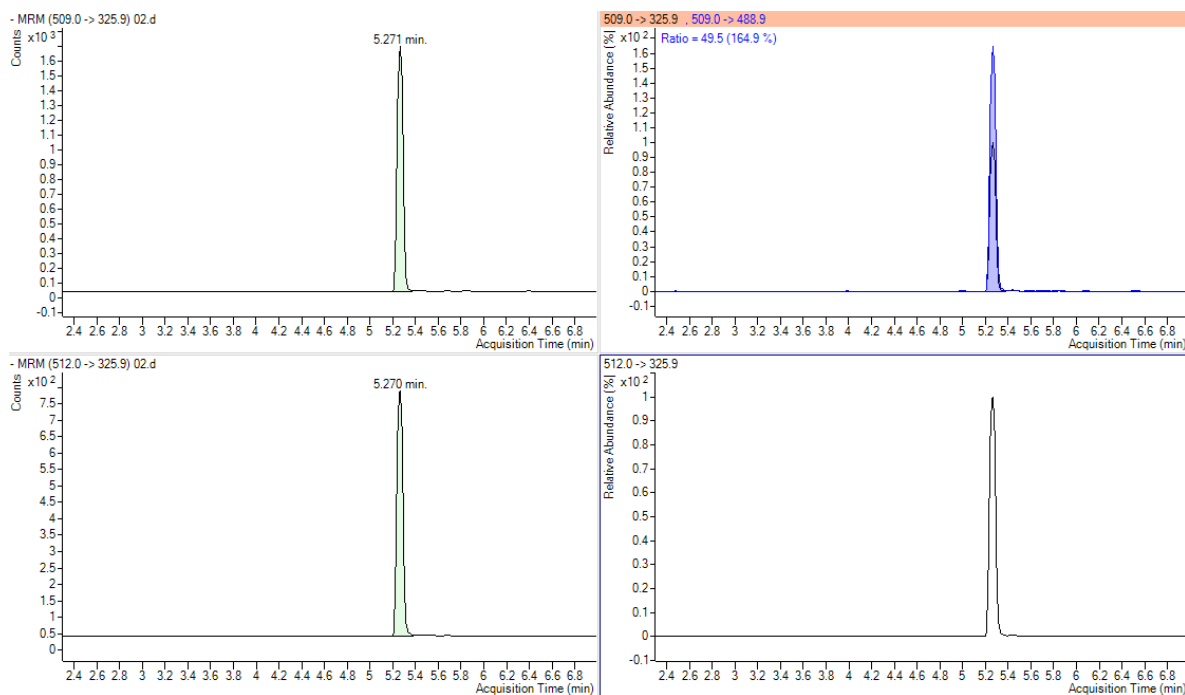 - MRM (509.0 -> 325.9) 02.d
x10 3
Counts
5.271 min.
1.6
1.5
1.4
1.3
1.2
1.1
1
0.9
0.8
0.7
0.6
0.5
0.4
0.3
0.2
0.1
0
-0.1
2.4 2.6 2.8 3 3.2 3.4 3.6 3.8 4 4.2 4.4 4.6 4.8 5 5.2 5.4 5.6 5.8 6 6.2 6.4 6.6 6.8
Acquisition Time (min)
509.0 -> 325.9 , 509.0 -> 488.9
x10 2
Relative Abundance (%)
Ratio = 49.5 (164.9 %)
1.6
1.5
1.4
1.3
1.2
1.1
1
0.9
0.8
0.7
0.6
0.5
0.4
0.3
0.2
0.1
0
-0.1
2.4 2.6 2.8 3 3.2 3.4 3.6 3.8 4 4.2 4.4 4.6 4.8 5 5.2 5.4 5.6 5.8 6 6.2 6.4 6.6 6.8
Acquisition Time (min)
- MRM (512.0 -> 325.9) 02.d
x10 2
Counts
5.270 min.
7.5
7
6.5
6
5.5
5
4.5
4
3.5
3
2.5
2
1.5
1
0.5
0
2.4 2.6 2.8 3 3.2 3.4 3.6 3.8 4 4.2 4.4 4.6 4.8 5 5.2 5.4 5.6 5.8 6 6.2 6.4 6.6 6.8
Acquisition Time (min)
512.0 -> 325.9
x10 2
Relative Abundance (%)
1
0.9
0.8
0.7
0.6
0.5
0.4
0.3
0.2
0.1
0
-0.1
2.4 2.6 2.8 3 3.2 3.4 3.6 3.8 4 4.2 4.4 4.6 4.8 5 5.2 5.4 5.6 5.8 6 6.2 6.4 6.6 6.8
Acquisition Time (min)